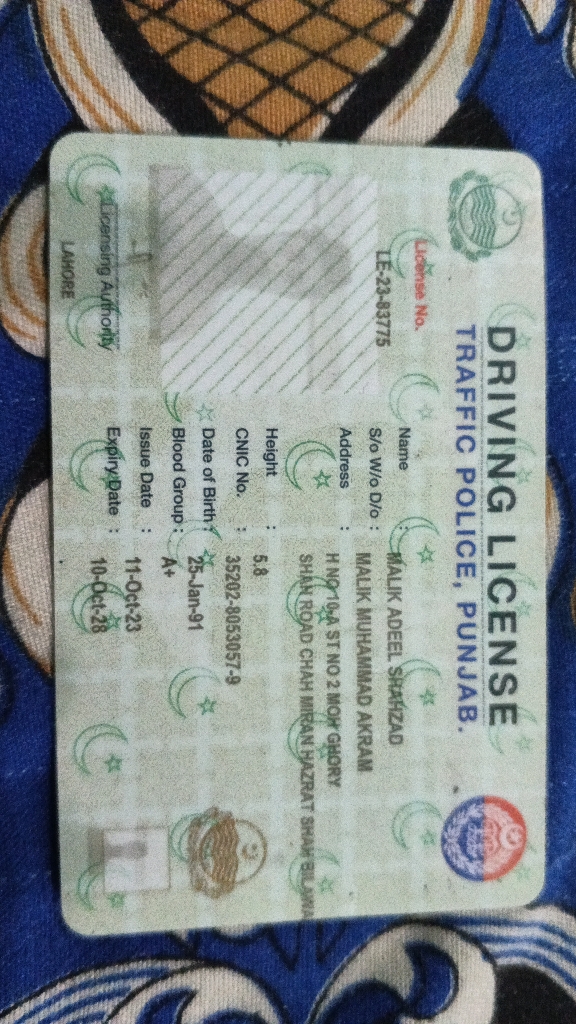 DRIVING LICENSE
TRAFFIC POLICE, PUNJAB.
License No.
LE-23-83775
Name : MALIK ADEEL SHAHZAD
S/o W/o D/o : MALIK MUHAMMAD AKRAM
Address : H NO 10-A ST NO 2 MOH GHORY
SHAH ROAD CHAH MIRAN HAZRAT SHAH BILAWA
Height : 5.8
CNIC No. : 35202-8053057-9
Date of Birth : 25-Jan-91
Blood Group : A+
Issue Date : 11-Oct-23
Expiry Date : 10-Oct-28
Licensing Authority
LAHORE